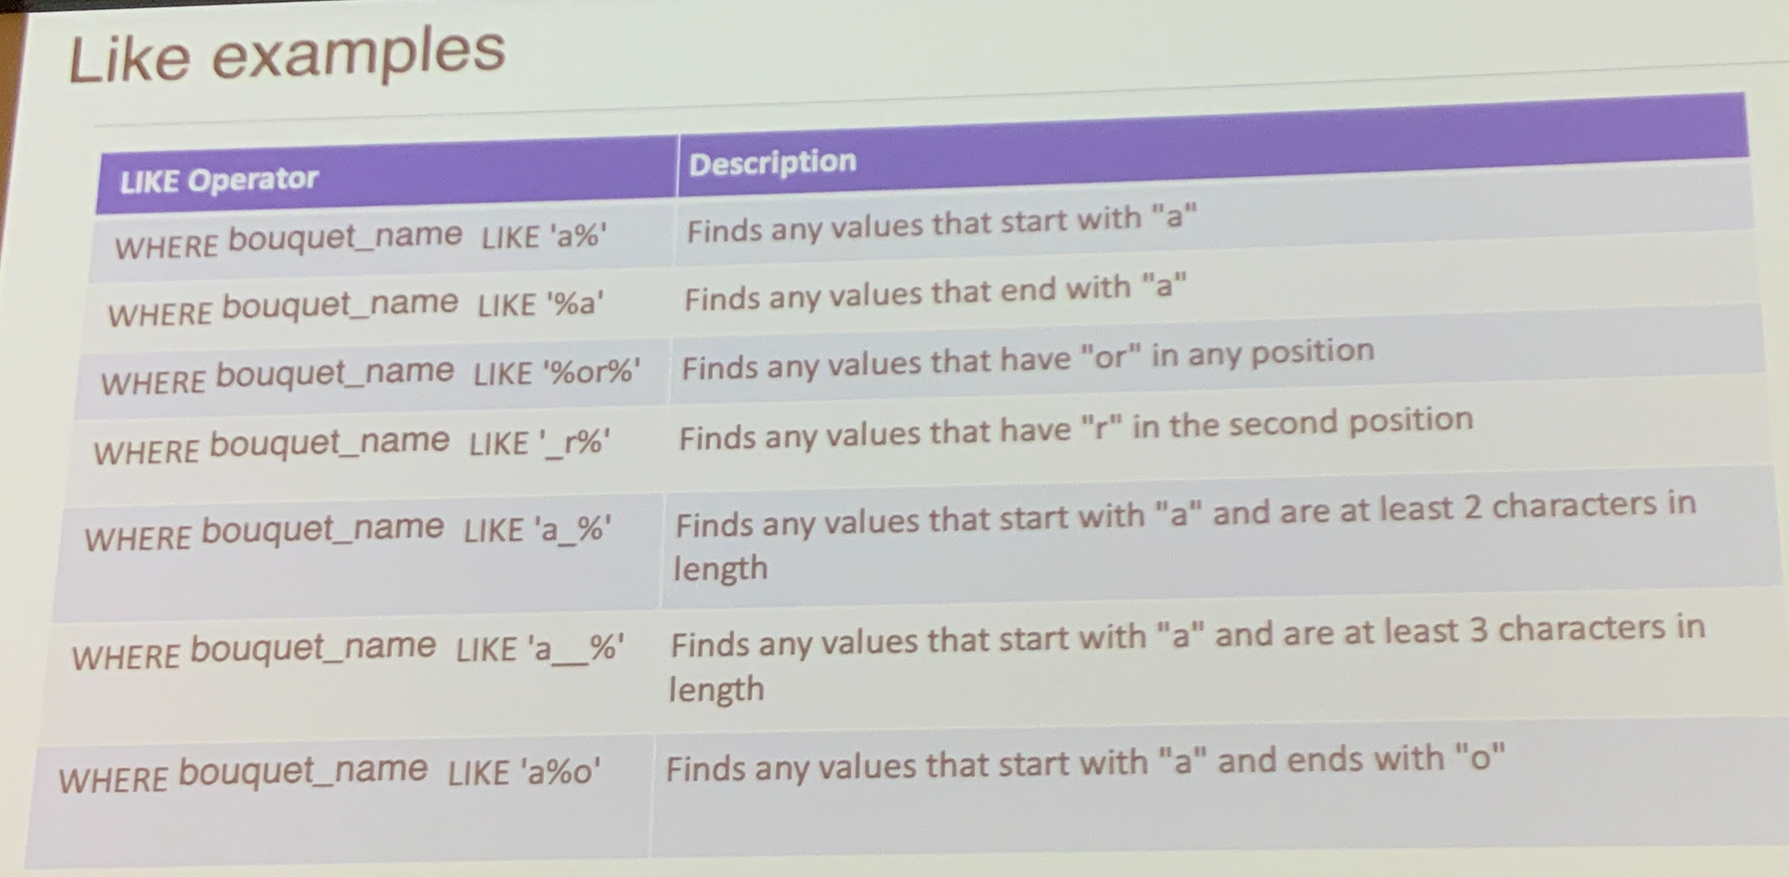 Like examples
LIKE Operator
Description
WHERE bouquet_name LIKE 'a%'
Finds any values that start with "a"
WHERE bouquet_name LIKE '%a'
Finds any values that end with "a"
WHERE bouquet_name LIKE '%or%'
Finds any values that have "or" in any position
WHERE bouquet_name LIKE '_r%'
Finds any values that have "r" in the second position
WHERE bouquet_name LIKE 'a_%'
Finds any values that start with "a" and are at least 2 characters in
length
WHERE bouquet_name LIKE 'a__%'
Finds any values that start with "a" and are at least 3 characters in
length
WHERE bouquet_name LIKE 'a%o'
Finds any values that start with "a" and ends with "o"